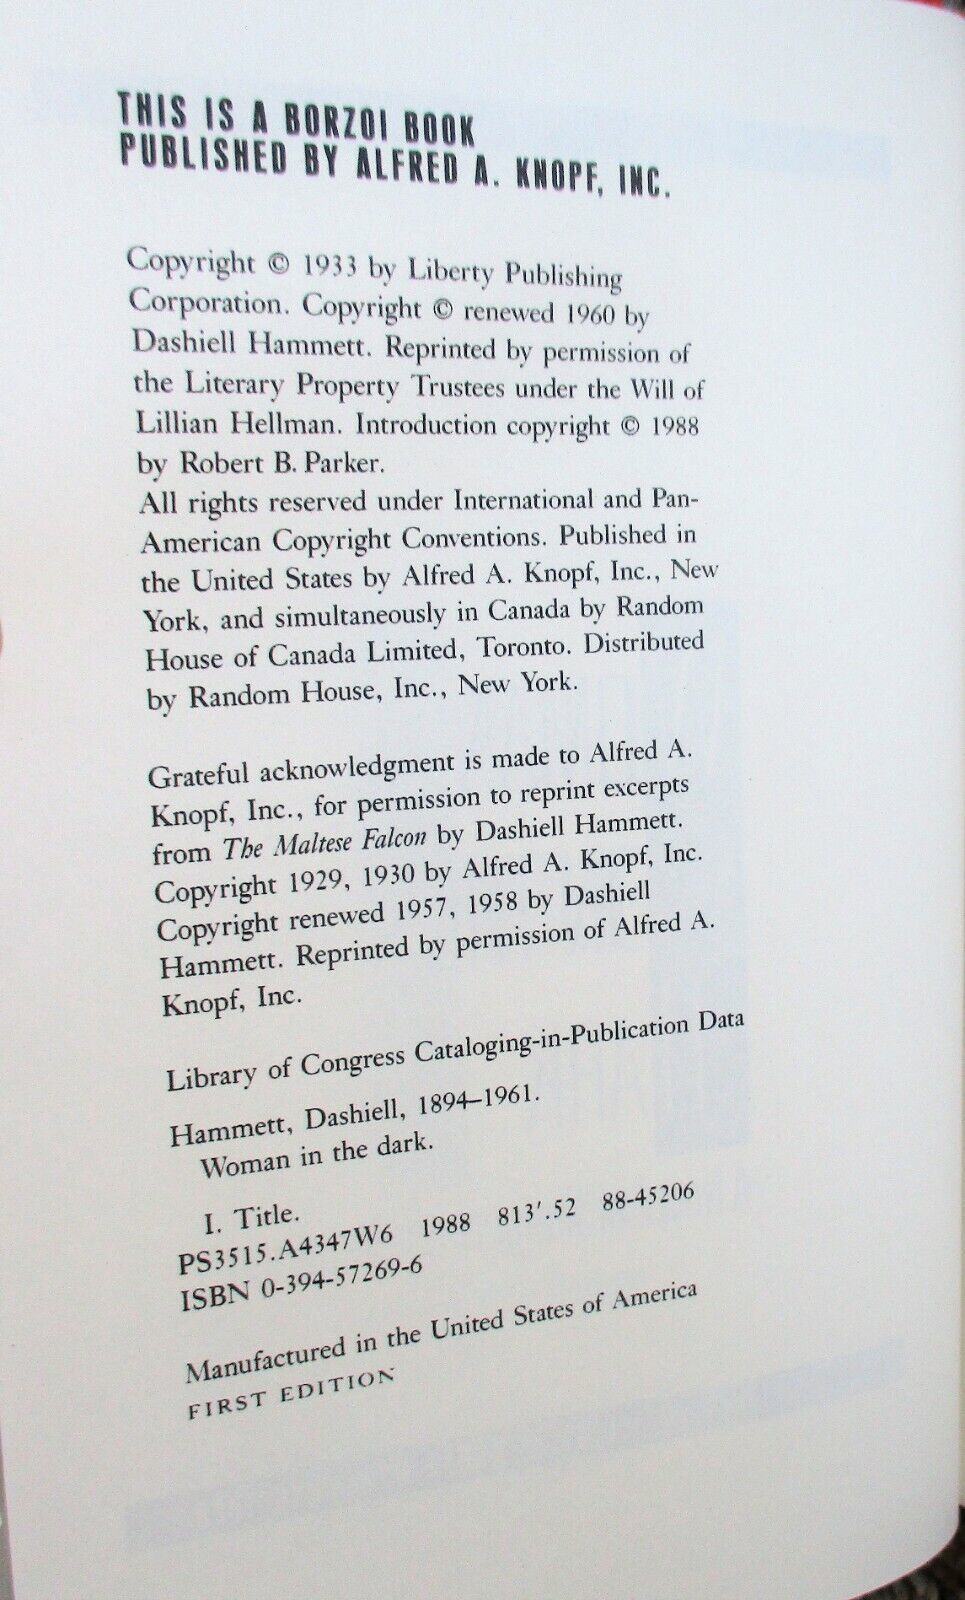 THIS IS A BORZOI BOOK
PUBLISHED BY ALFRED A. KNOPF, INC.
Copyright © 1933 by Liberty Publishing
Corporation. Copyright © renewed 1960 by
Dashiell Hammett. Reprinted by permission of
the Literary Property Trustees under the Will of
Lillian Hellman. Introduction copyright © 1988
by Robert B. Parker.
All rights reserved under International and Pan-
American Copyright Conventions. Published in
the United States by Alfred A. Knopf, Inc., New
York, and simultaneously in Canada by Random
House of Canada Limited, Toronto. Distributed
by Random House, Inc., New York.
Grateful acknowledgment is made to Alfred A.
Knopf, Inc., for permission to reprint excerpts
from The Maltese Falcon by Dashiell Hammett.
Copyright 1929, 1930 by Alfred A. Knopf, Inc.
Copyright renewed 1957, 1958 by Dashiell
Hammett. Reprinted by permission of Alfred A.
Knopf, Inc.
Library of Congress Cataloging-in-Publication Data
Hammett, Dashiell, 1894–1961.
Woman in the dark.
I. Title.
PS3515.A4347W6 1988 813'.52 88-45206
ISBN 0-394-57269-6
Manufactured in the United States of America
FIRST EDITION